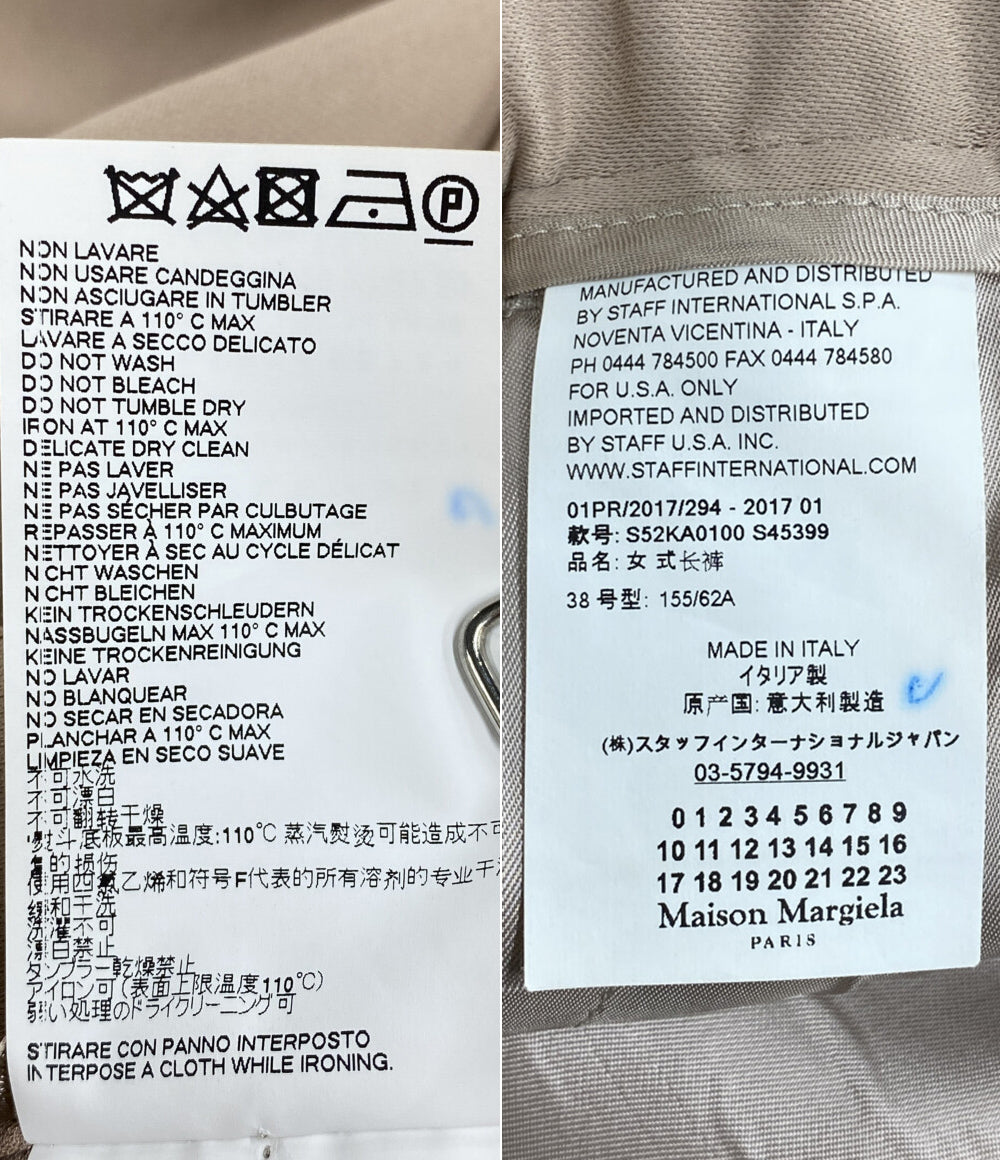 P
NON LAVARE
NON USARE CANDEGGINA
NON ASCIUGARE IN TUMBLER
STIRARE A 110° C MAX
LAVARE A SECCO DELICATO
DO NOT WASH
DO NOT BLEACH
DO NOT TUMBLE DRY
IRON AT 110° C MAX
DELICATE DRY CLEAN
NE PAS LAVER
NE PAS JAVELLISER
NE PAS SÉCHER PAR CULBUTAGE
REPASSER À 110° C MAXIMUM
NETTOYER À SEC AU CYCLE DÉLICAT
NICHT WASCHEN
NICHT BLEICHEN
KEIN TROCKENSCHLEUDERN
NASSBUGELN MAX 110° C MAX
KEINE TROCKENREINIGUNG
NO LAVAR
NO BLANQUEAR
NO SECAR EN SECADORA
PLANCHAR A 110° C MAX
LIMPIEZA EN SECO SUAVE
不可水洗
不可漂白
不可翻转干燥
熨斗底板最高温度:110℃ 蒸汽熨烫可能造成不可
的损伤
使用四氯乙烯和符号F代表的所有溶剂的专业干
缓和干洗
洗濯不可
漂白禁止
タンブラー乾燥禁止
アイロン可(表面上限温度110℃)
弱い処理のドライクリーニング可
STIRARE CON PANNO INTERPOSTO
INTERPOSE A CLOTH WHILE IRONING.
MANUFACTURED AND DISTRIBUTED
BY STAFF INTERNATIONAL S.P.A.
NOVENTA VICENTINA - ITALY
PH 0444 784500 FAX 0444 784580
FOR U.S.A. ONLY
IMPORTED AND DISTRIBUTED
BY STAFF U.S.A. INC.
WWW.STAFFINTERNATIONAL.COM
01PR/2017/294 - 2017 01
款号: S52KA0100 S45399
品名: 女 式长裤
38 号型: 155/62A
MADE IN ITALY
イタリア製
原产国: 意大利製造
(株)スタッフインターナショナルジャパン
03-5794-9931
0 1 2 3 4 5 6 7 8 9
10 11 12 13 14 15 16
17 18 19 20 21 22 23
Maison Margiela
PARIS